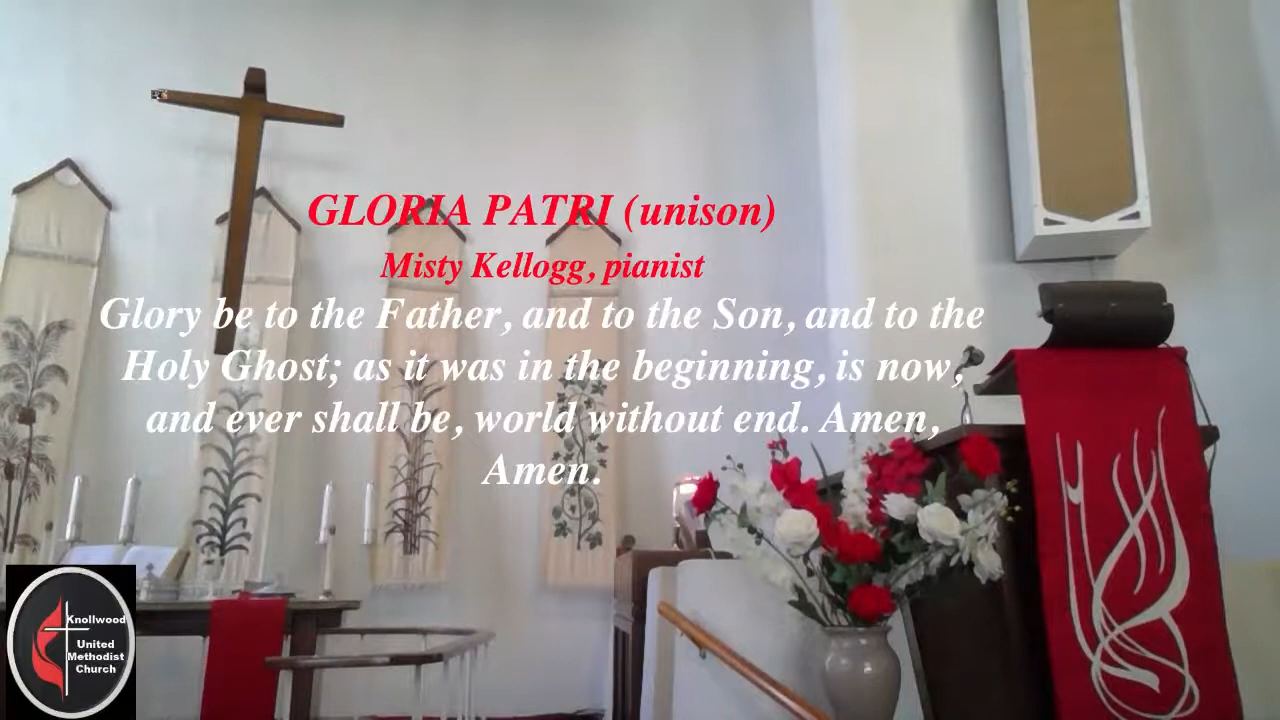 GLORIA PATRI (unison)
Misty Kellogg, pianist
Glory be to the Father, and to the Son, and to the
Holy Ghost; as it was in the beginning, is now,
and ever shall be, world without end. Amen,
Amen.
Knollwood
United
Methodist
Church